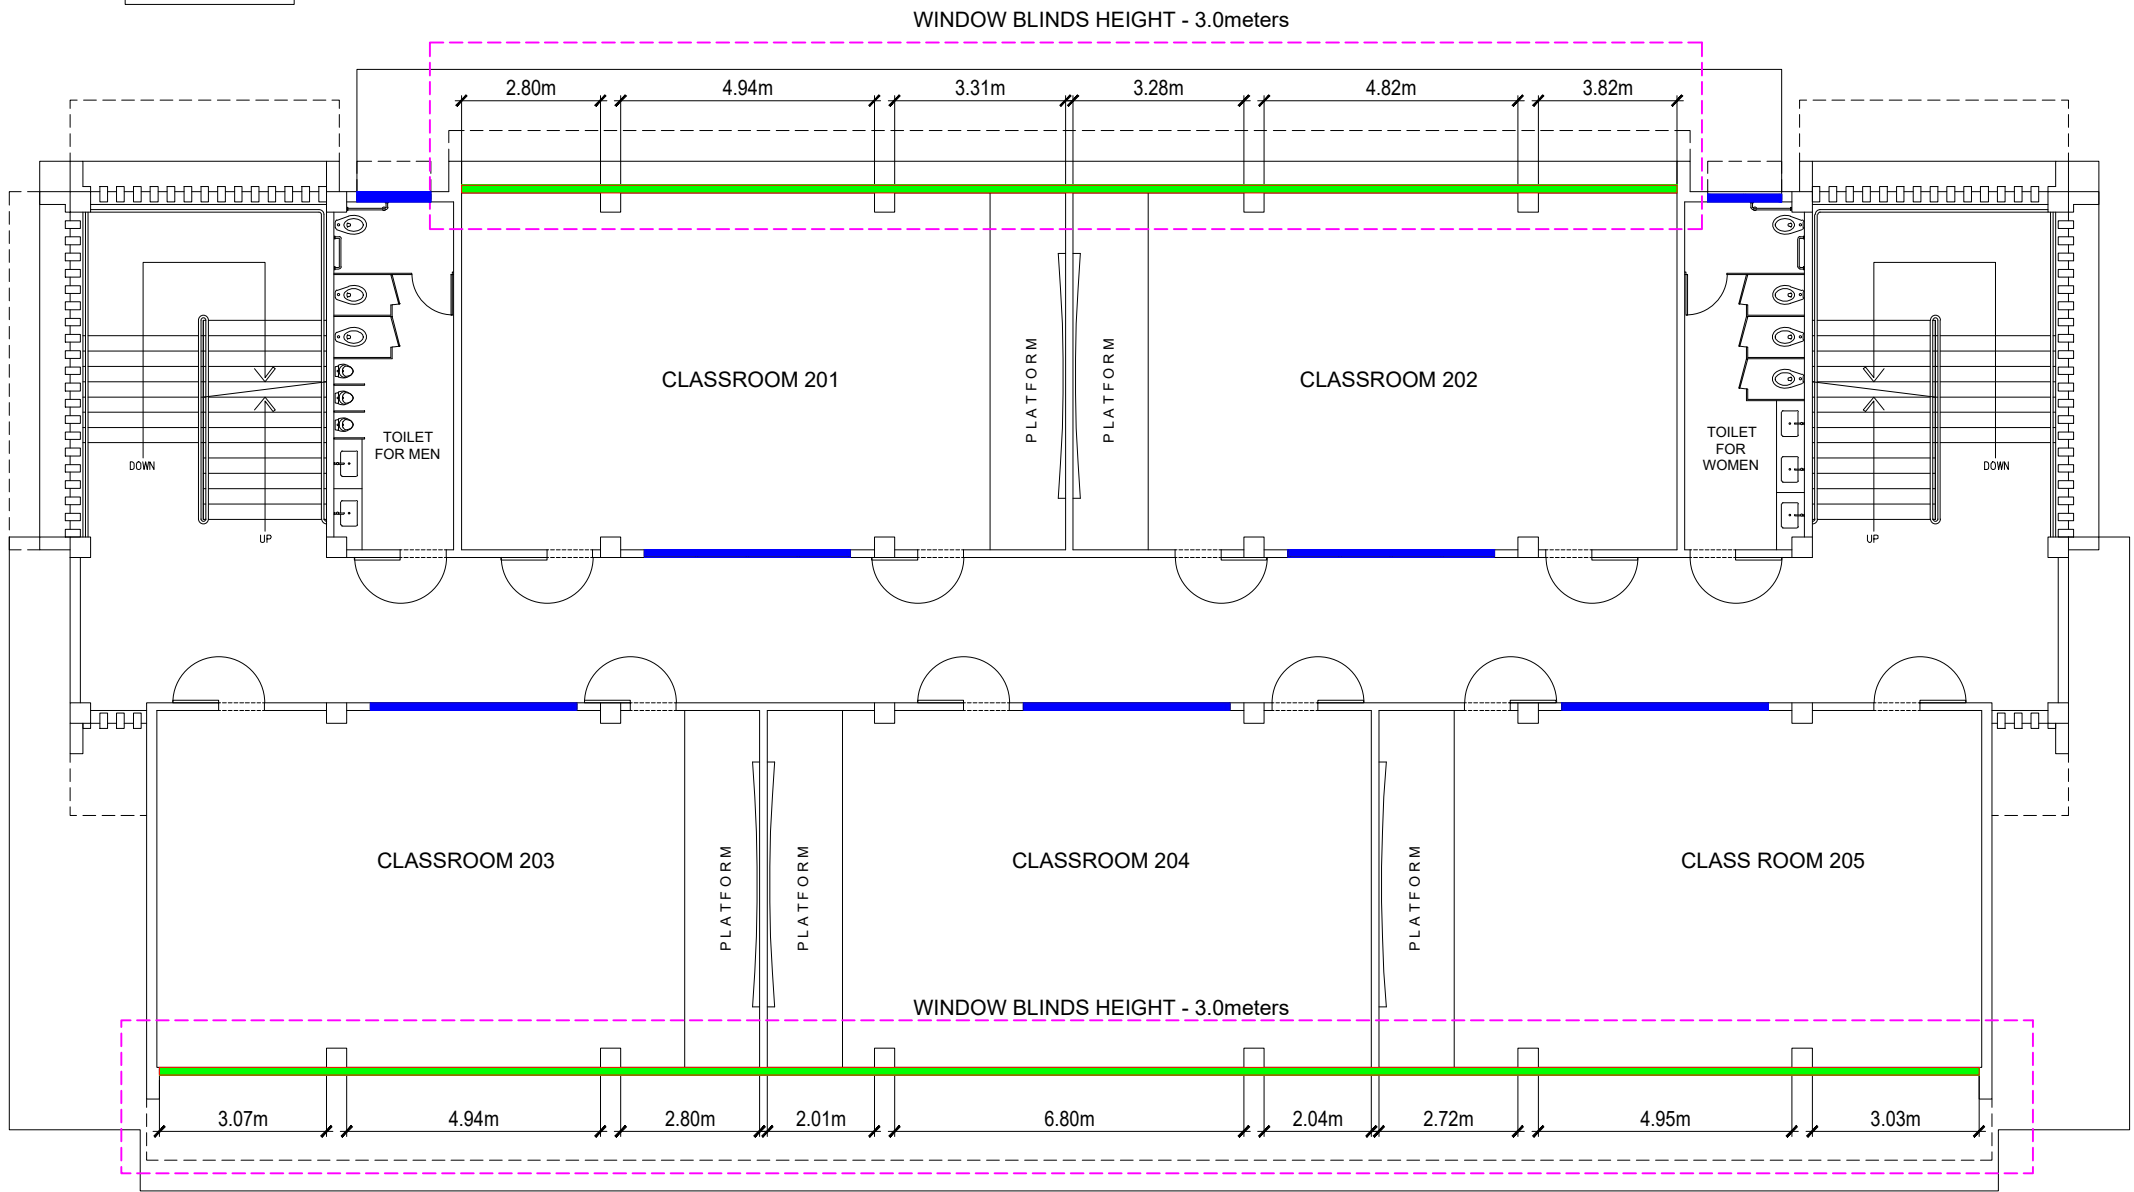 WINDOW BLINDS HEIGHT - 3.0meters
2.80m 4.94m 3.31m 3.28m 4.82m 3.82m
CLASSROOM 201
PLATFORM
PLATFORM
CLASSROOM 202
TOILET
FOR MEN
TOILET
FOR
WOMEN
DOWN
UP
DOWN
UP
CLASSROOM 203
PLATFORM
PLATFORM
CLASSROOM 204
PLATFORM
CLASS ROOM 205
WINDOW BLINDS HEIGHT - 3.0meters
3.07m 4.94m 2.80m 2.01m 6.80m 2.04m 2.72m 4.95m 3.03m